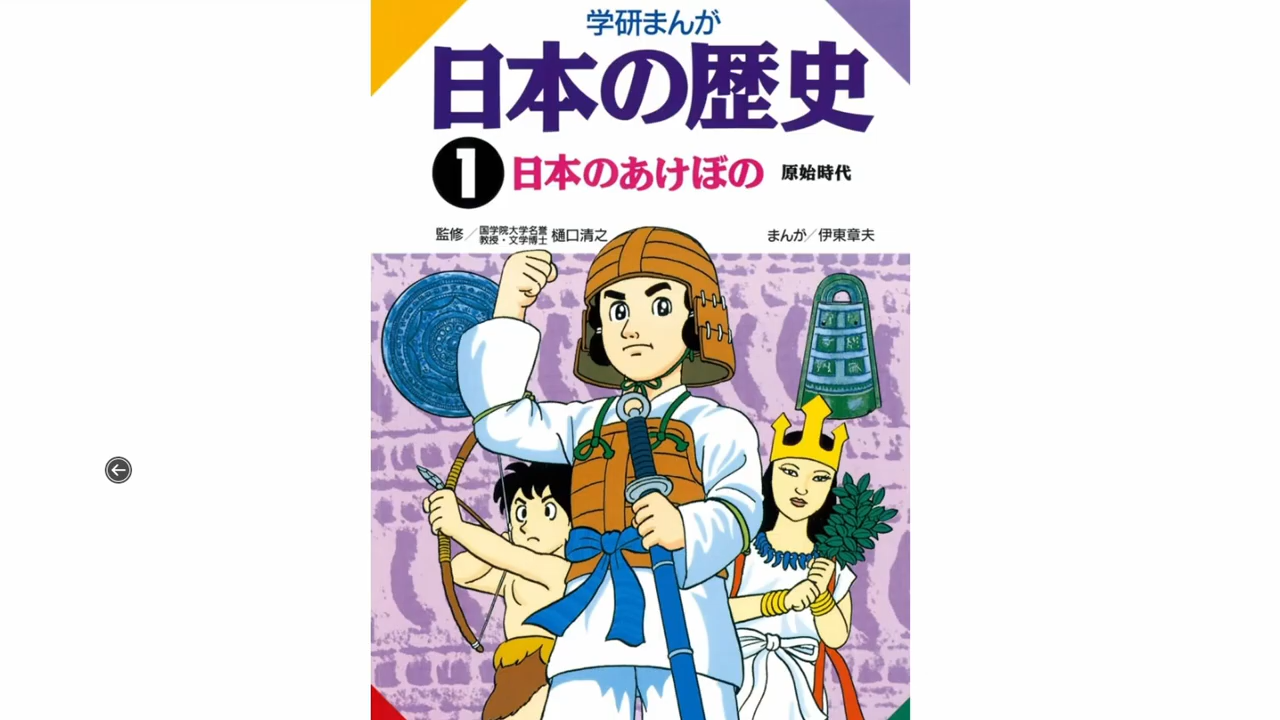 学研まんが
日本の歴史
1 日本のあけぼの 原始時代
監修／国学院大学名誉教授・文学博士 樋口清之 まんが／伊東章夫